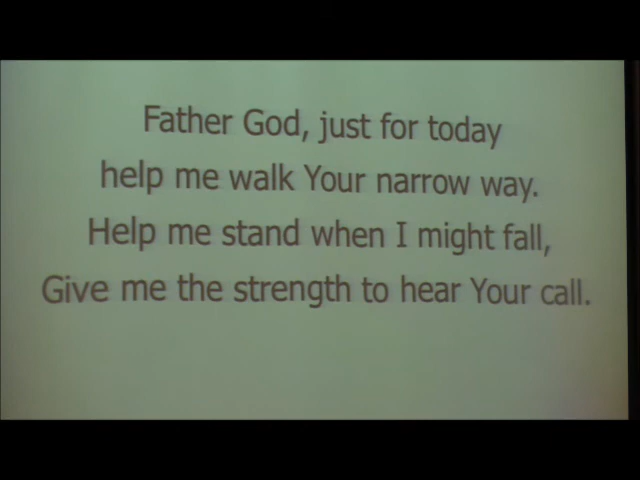 Father God, just for today
help me walk Your narrow way.
Help me stand when I might fall,
Give me the strength to hear Your call.